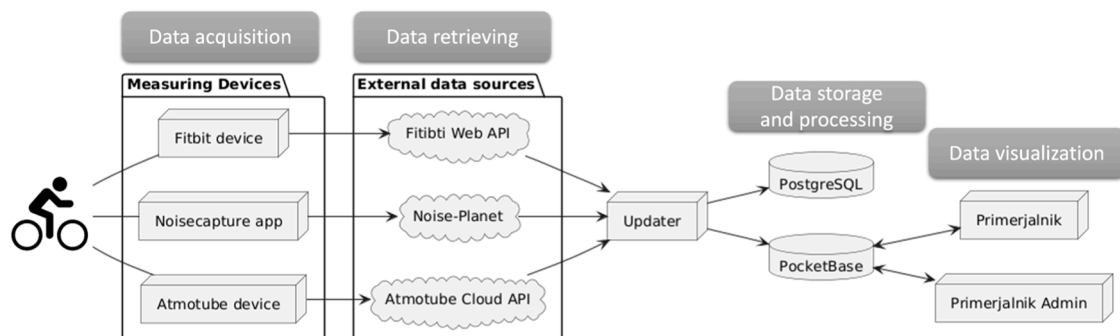 Data acquisition
Data retrieving
Measuring Devices
External data sources
Data storage
and processing
Fitbit device
Fitibti Web API
Data visualization
PostgreSQL
Noisecapture app
Noise-Planet
Updater
Primerjalnik
PocketBase
Atmotube device
Atmotube Cloud API
Primerjalnik Admin